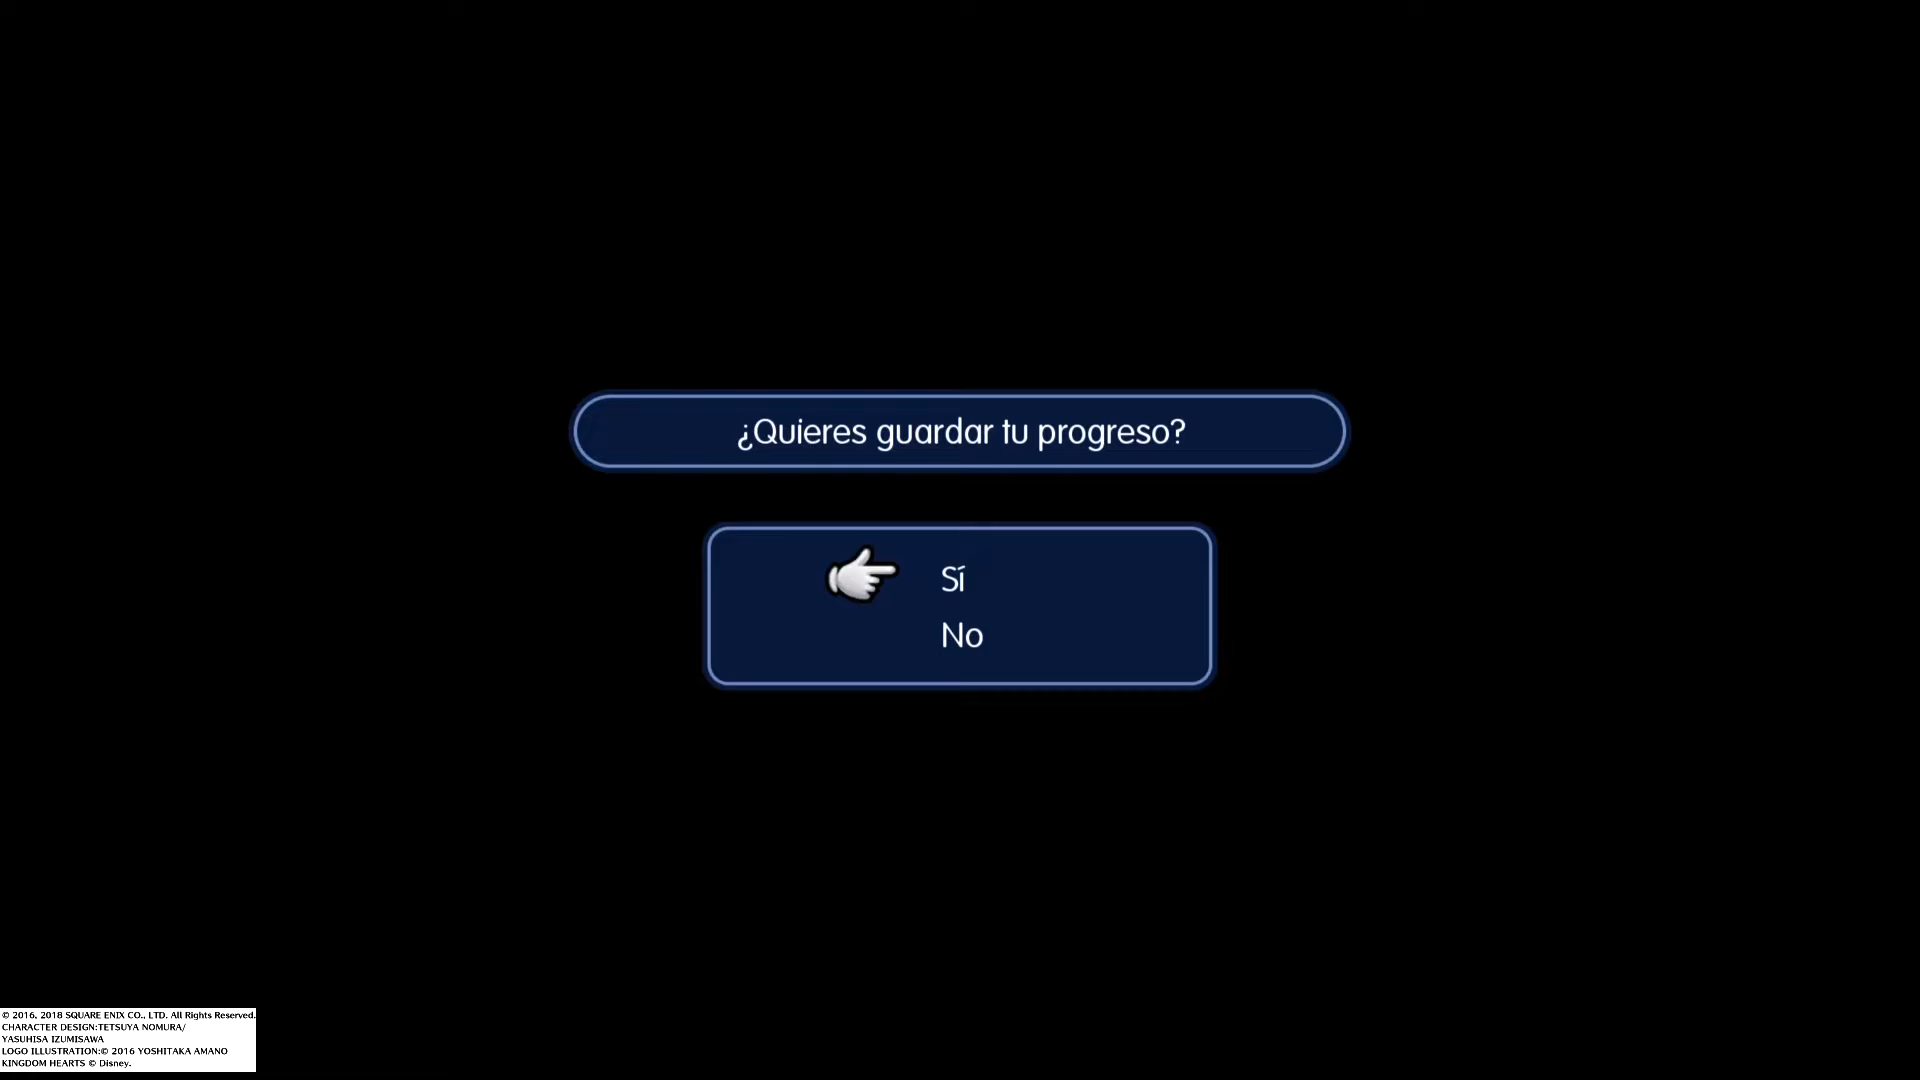 ¿Quieres guardar tu progreso?
Sí
No
© 2016, 2018 SQUARE ENIX CO., LTD. All Rights Reserved.
CHARACTER DESIGN:TETSUYA NOMURA/
YASUHISA IZUMISAWA
LOGO ILLUSTRATION:© 2016 YOSHITAKA AMANO
KINGDOM HEARTS © Disney.